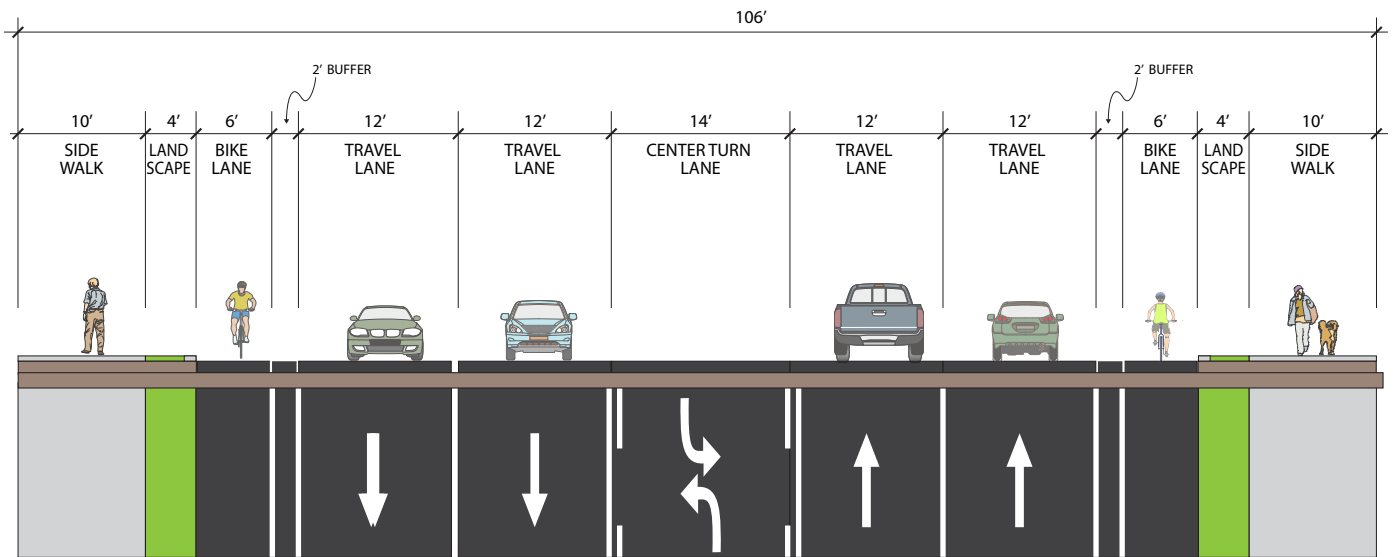 106’
2’ BUFFER
2’ BUFFER
10’
4’
6’
12’
12’
14’
12’
12’
6’
4’
10’
SIDE
WALK
LAND
SCAPE
BIKE
LANE
TRAVEL
LANE
TRAVEL
LANE
CENTER TURN
LANE
TRAVEL
LANE
TRAVEL
LANE
BIKE
LANE
LAND
SCAPE
SIDE
WALK